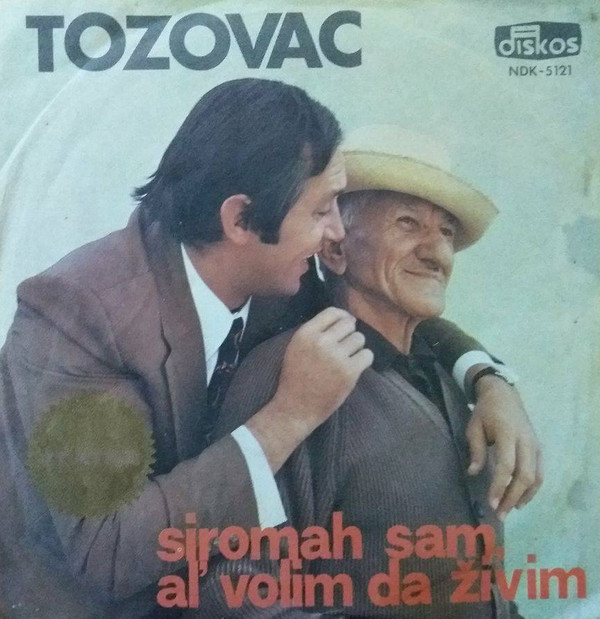 TOZOVAC
diskos
NDK-5121
siromah sam,
al' volim da živim